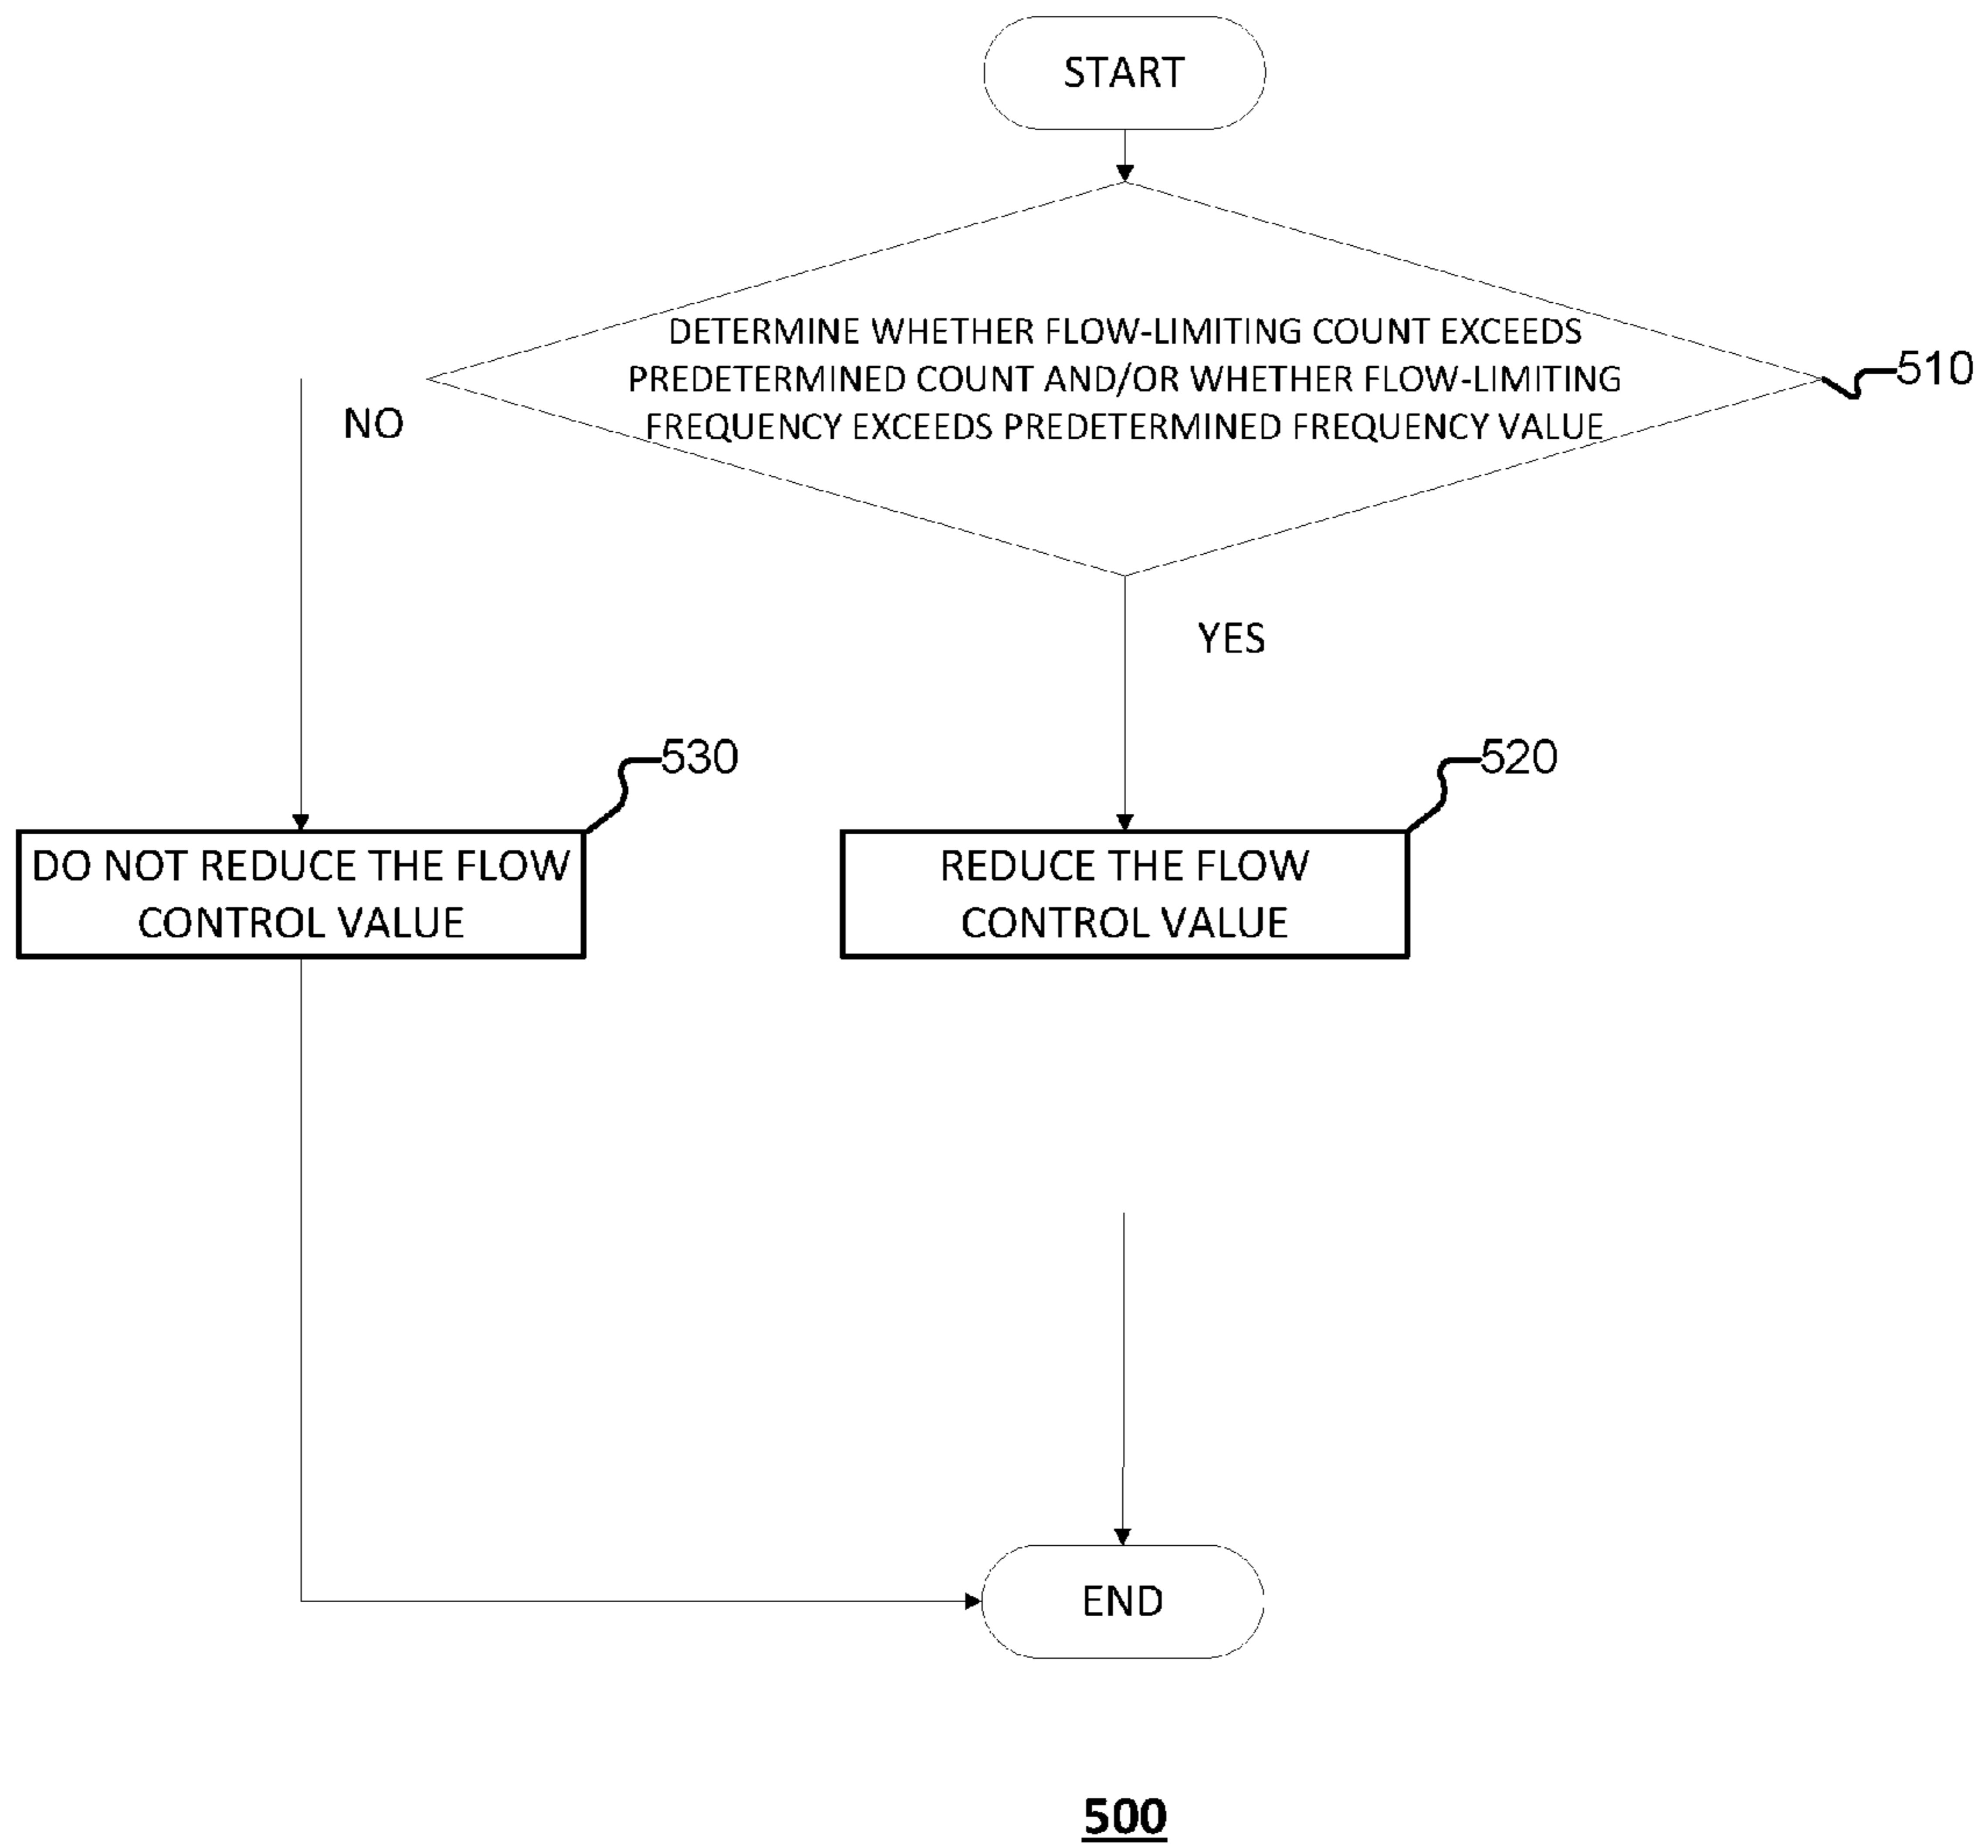 START
DETERMINE WHETHER FLOW-LIMITING COUNT EXCEEDS
PREDETERMINED COUNT AND/OR WHETHER FLOW-LIMITING
FREQUENCY EXCEEDS PREDETERMINED FREQUENCY VALUE
510
NO
YES
530
520
DO NOT REDUCE THE FLOW
CONTROL VALUE
REDUCE THE FLOW
CONTROL VALUE
END
500